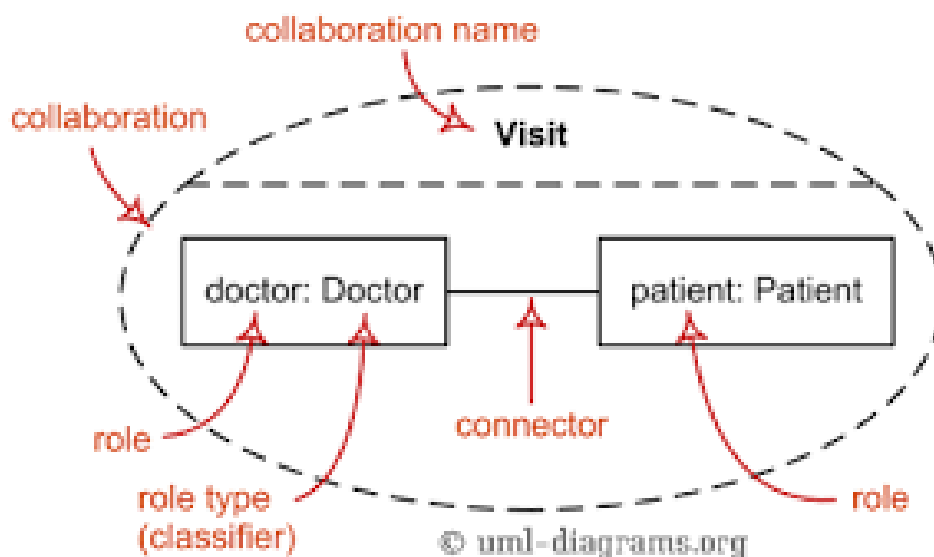 collaboration name
collaboration
Visit
doctor: Doctor
patient: Patient
connector
role
role type
(classifier)
role
© uml-diagrams.org